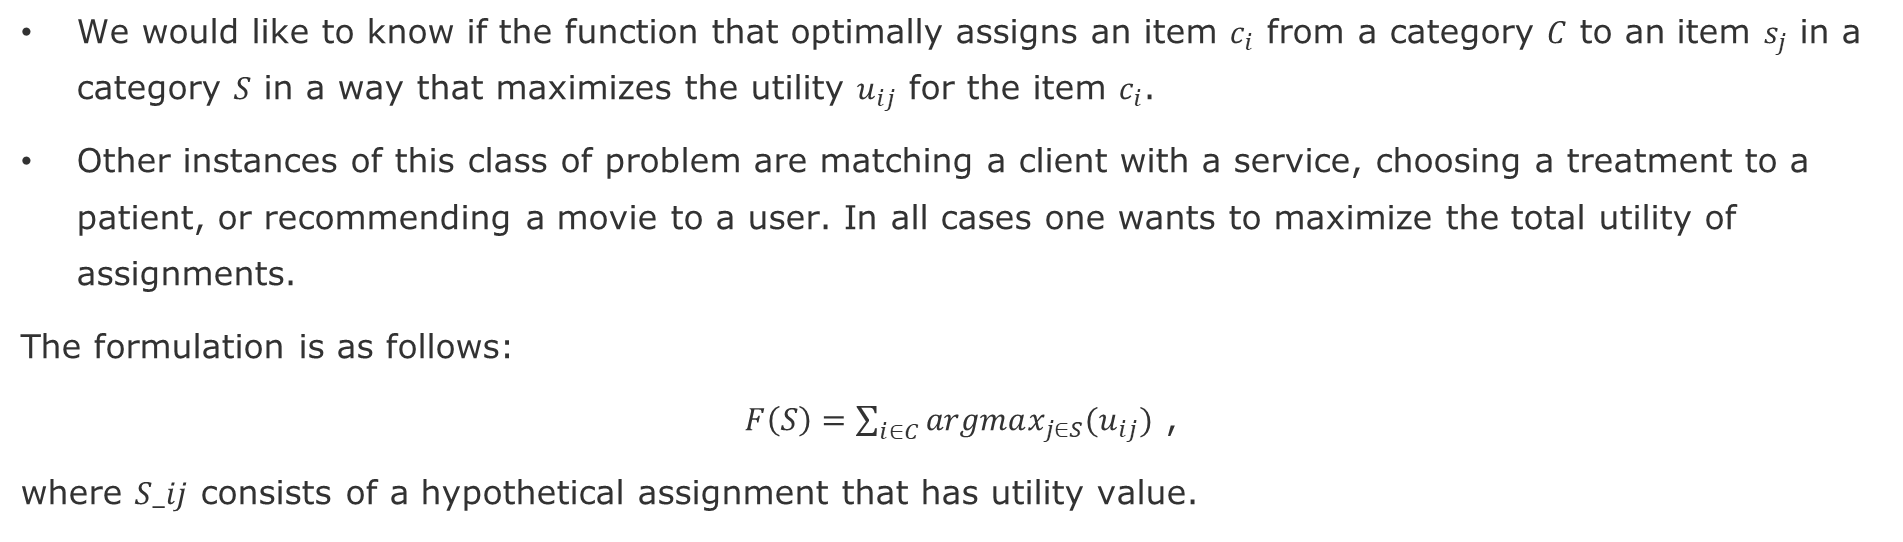 • We would like to know if the function that optimally assigns an item cᵢ from a category C to an item sⱼ in a
category S in a way that maximizes the utility uᵢⱼ for the item cᵢ.
• Other instances of this class of problem are matching a client with a service, choosing a treatment to a
patient, or recommending a movie to a user. In all cases one wants to maximize the total utility of
assignments.
The formulation is as follows:
F(S) = ∑_{i∈C} argmax_{j∈S}(uᵢⱼ) ,
where S_ij consists of a hypothetical assignment that has utility value.